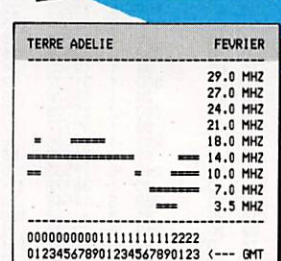 TERRE ADELIE FEVRIER
29.0 MHZ
27.0 MHZ
24.0 MHZ
21.0 MHZ
18.0 MHZ
14.0 MHZ
10.0 MHZ
7.0 MHZ
3.5 MHZ
000000000011111111112222
012345678901234567890123 <--- GMT